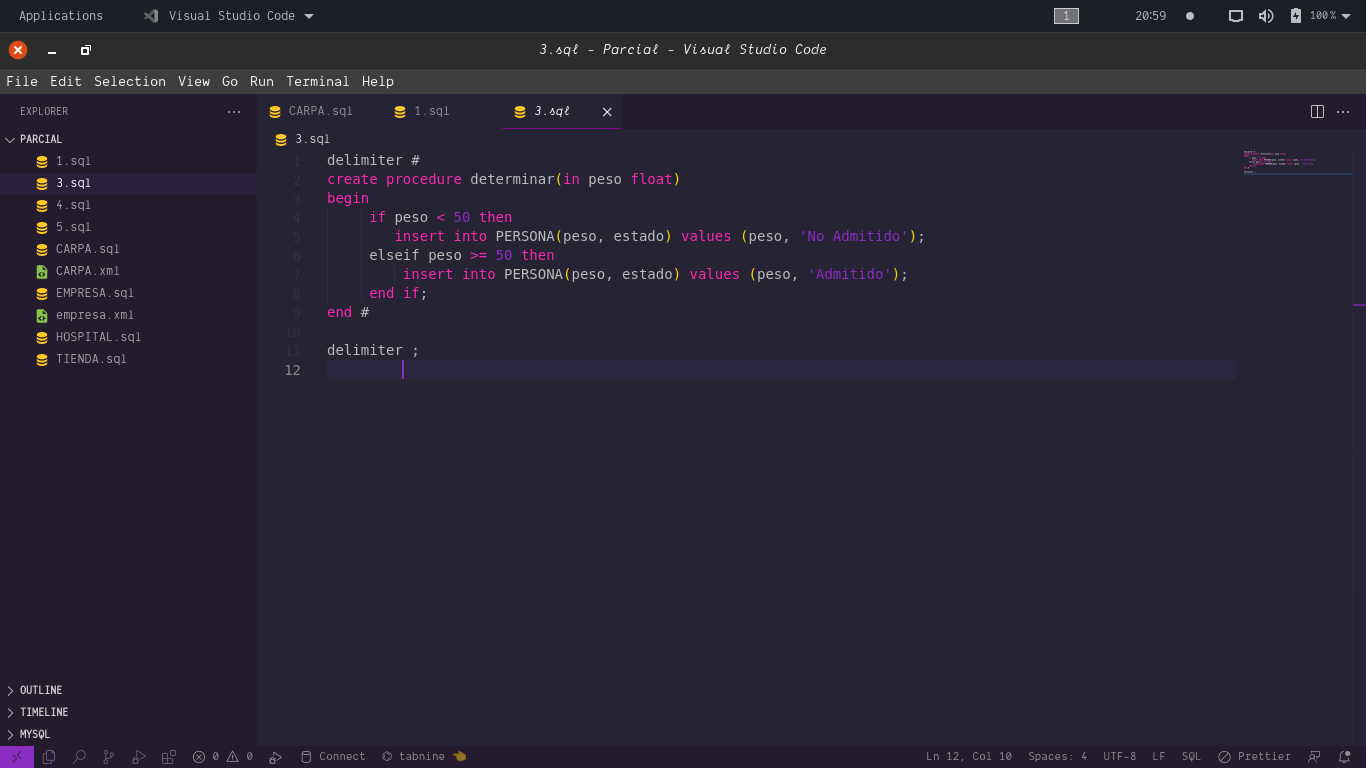 Applications Visual Studio Code 1 20:59 100%
3.sql - Parcial - Visual Studio Code
File Edit Selection View Go Run Terminal Help
EXPLORER ···
PARCIAL
1.sql
3.sql
4.sql
5.sql
CARPA.sql
CARPA.xml
EMPRESA.sql
empresa.xml
HOSPITAL.sql
TIENDA.sql
OUTLINE
TIMELINE
MYSQL
CARPA.sql 1.sql 3.sql ···
3.sql
1 delimiter #
2 create procedure determinar(in peso float)
3 begin
4 if peso < 50 then
5 insert into PERSONA(peso, estado) values (peso, 'No Admitido');
6 elseif peso >= 50 then
7 insert into PERSONA(peso, estado) values (peso, 'Admitido');
8 end if;
9 end #
10
11 delimiter ;
12
0 0 Connect tabnine Ln 12, Col 10 Spaces: 4 UTF-8 LF SQL Prettier